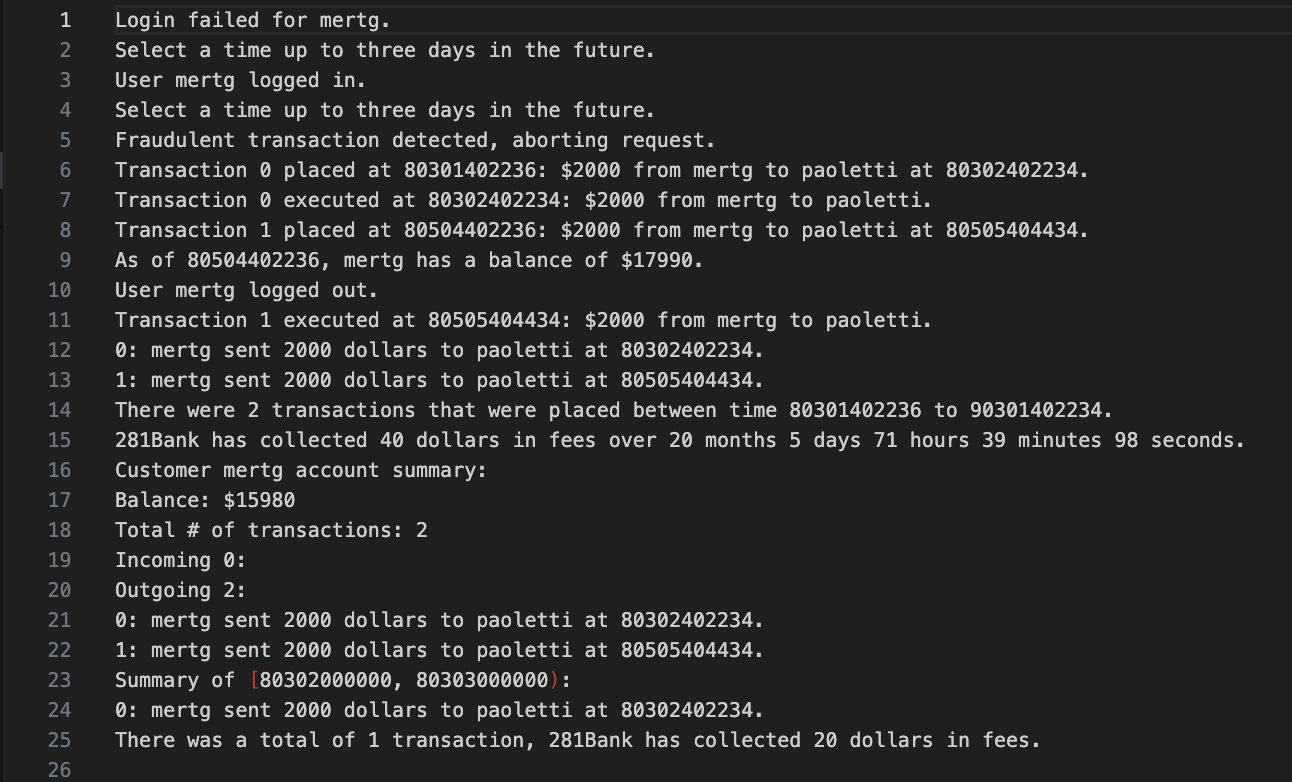 1 Login failed for mertg.
2 Select a time up to three days in the future.
3 User mertg logged in.
4 Select a time up to three days in the future.
5 Fraudulent transaction detected, aborting request.
6 Transaction 0 placed at 80301402236: $2000 from mertg to paoletti at 80302402234.
7 Transaction 0 executed at 80302402234: $2000 from mertg to paoletti.
8 Transaction 1 placed at 80504402236: $2000 from mertg to paoletti at 80505404434.
9 As of 80504402236, mertg has a balance of $17990.
10 User mertg logged out.
11 Transaction 1 executed at 80505404434: $2000 from mertg to paoletti.
12 0: mertg sent 2000 dollars to paoletti at 80302402234.
13 1: mertg sent 2000 dollars to paoletti at 80505404434.
14 There were 2 transactions that were placed between time 80301402236 to 90301402234.
15 281Bank has collected 40 dollars in fees over 20 months 5 days 71 hours 39 minutes 98 seconds.
16 Customer mertg account summary:
17 Balance: $15980
18 Total # of transactions: 2
19 Incoming 0:
20 Outgoing 2:
21 0: mertg sent 2000 dollars to paoletti at 80302402234.
22 1: mertg sent 2000 dollars to paoletti at 80505404434.
23 Summary of [80302000000, 80303000000):
24 0: mertg sent 2000 dollars to paoletti at 80302402234.
25 There was a total of 1 transaction, 281Bank has collected 20 dollars in fees.
26